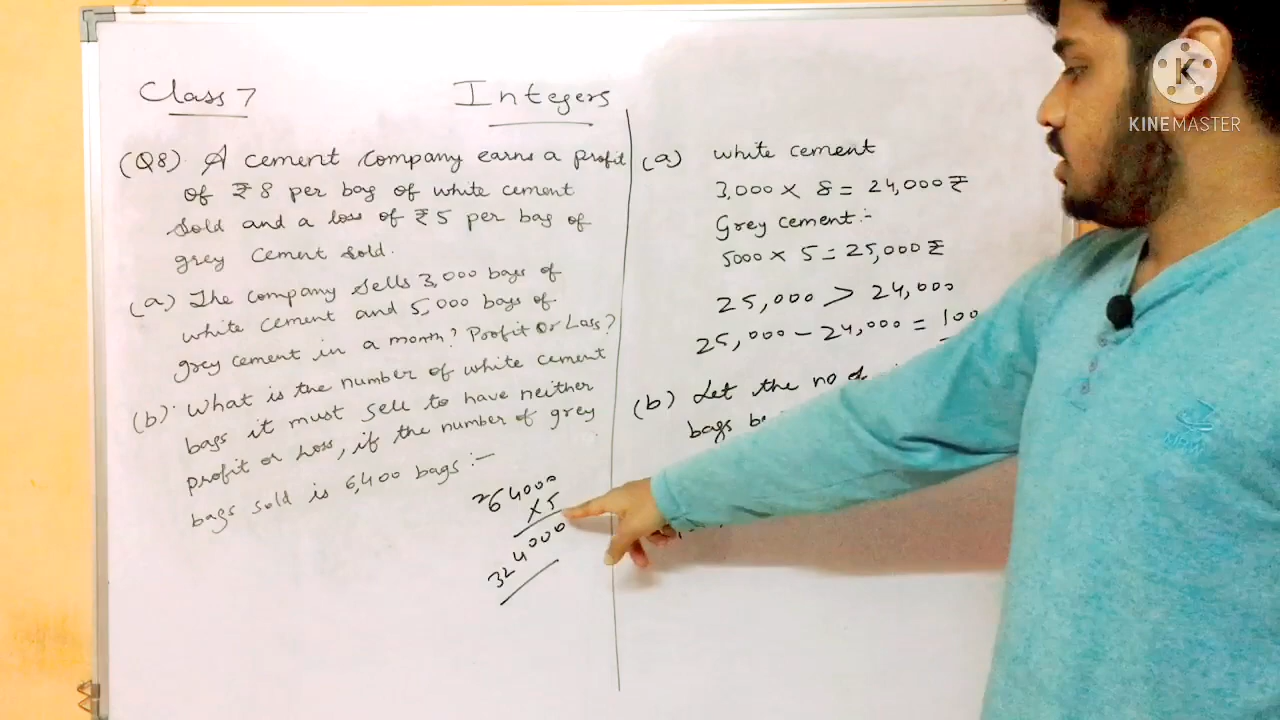 Class 7
Integers
(Q8). A cement company earns a profit
of ₹ 8 per bag of white cement
sold and a loss of ₹ 5 per bag of
grey cement sold.
(a) The company sells 3,000 bags of
white cement and 5,000 bags of
grey cement in a month? Profit or Loss?
(b). What is the number of white cement
bags it must sell to have neither
profit or loss, if the number of grey
bags sold is 6,400 bags :-
64000
× 5
324000
(a) white cement
3,000 × 8 = 24,000 ₹
Grey cement :-
5000 × 5 = 25,000 ₹
25,000 > 24,000
25,000 - 24,000 = 100
(b) Let the no
bags
KINEMASTER